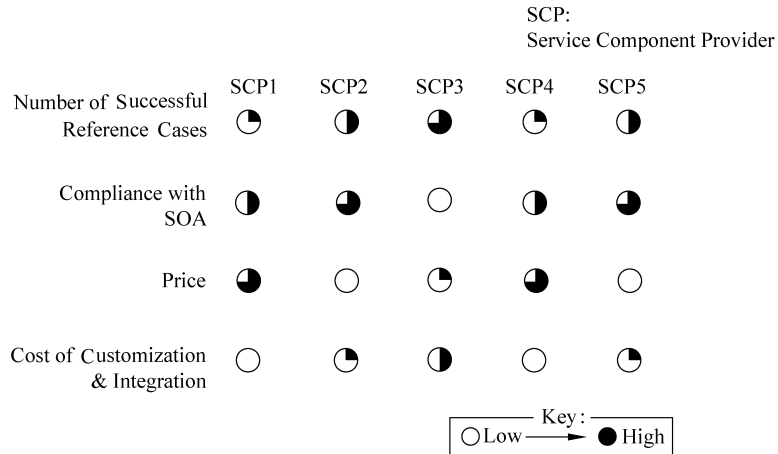 SCP:
Service Component Provider
SCP1 SCP2 SCP3 SCP4 SCP5
Number of Successful
Reference Cases
Compliance with
SOA
Price
Cost of Customization
& Integration
Key:
Low High